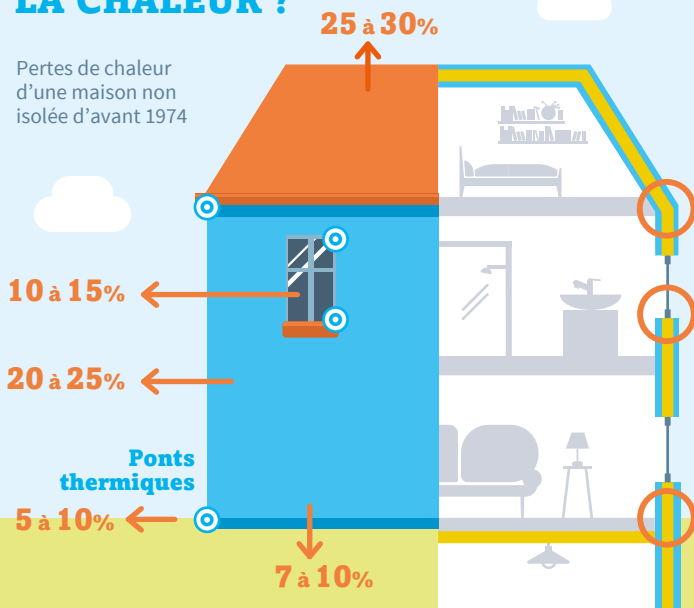 LA CHALEUR ?
25 à 30%
Pertes de chaleur
d'une maison non
isolée d'avant 1974
10 à 15%
20 à 25%
Ponts
thermiques
5 à 10%
7 à 10%